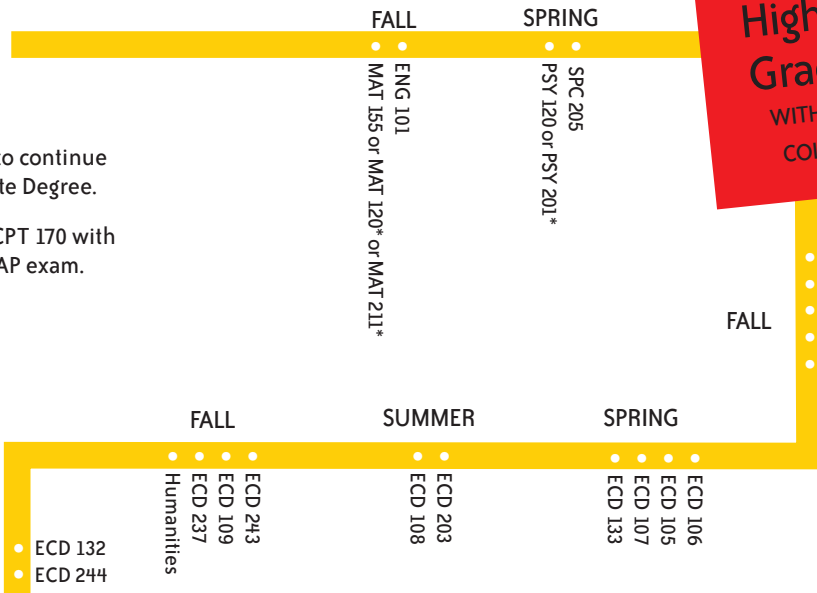 FALL
SPRING
MAT 155 or MAT 120* or MAT 211*
ENG 101
PSY 120 or PSY 201*
SPC 205
High
WITH
to continue
te Degree.
CPT 170 with
AP exam.
FALL
FALL
SUMMER
SPRING
Humanities
ECD 237
ECD 109
ECD 243
ECD 108
ECD 203
ECD 133
ECD 107
ECD 105
ECD 106
ECD 132
ECD 244